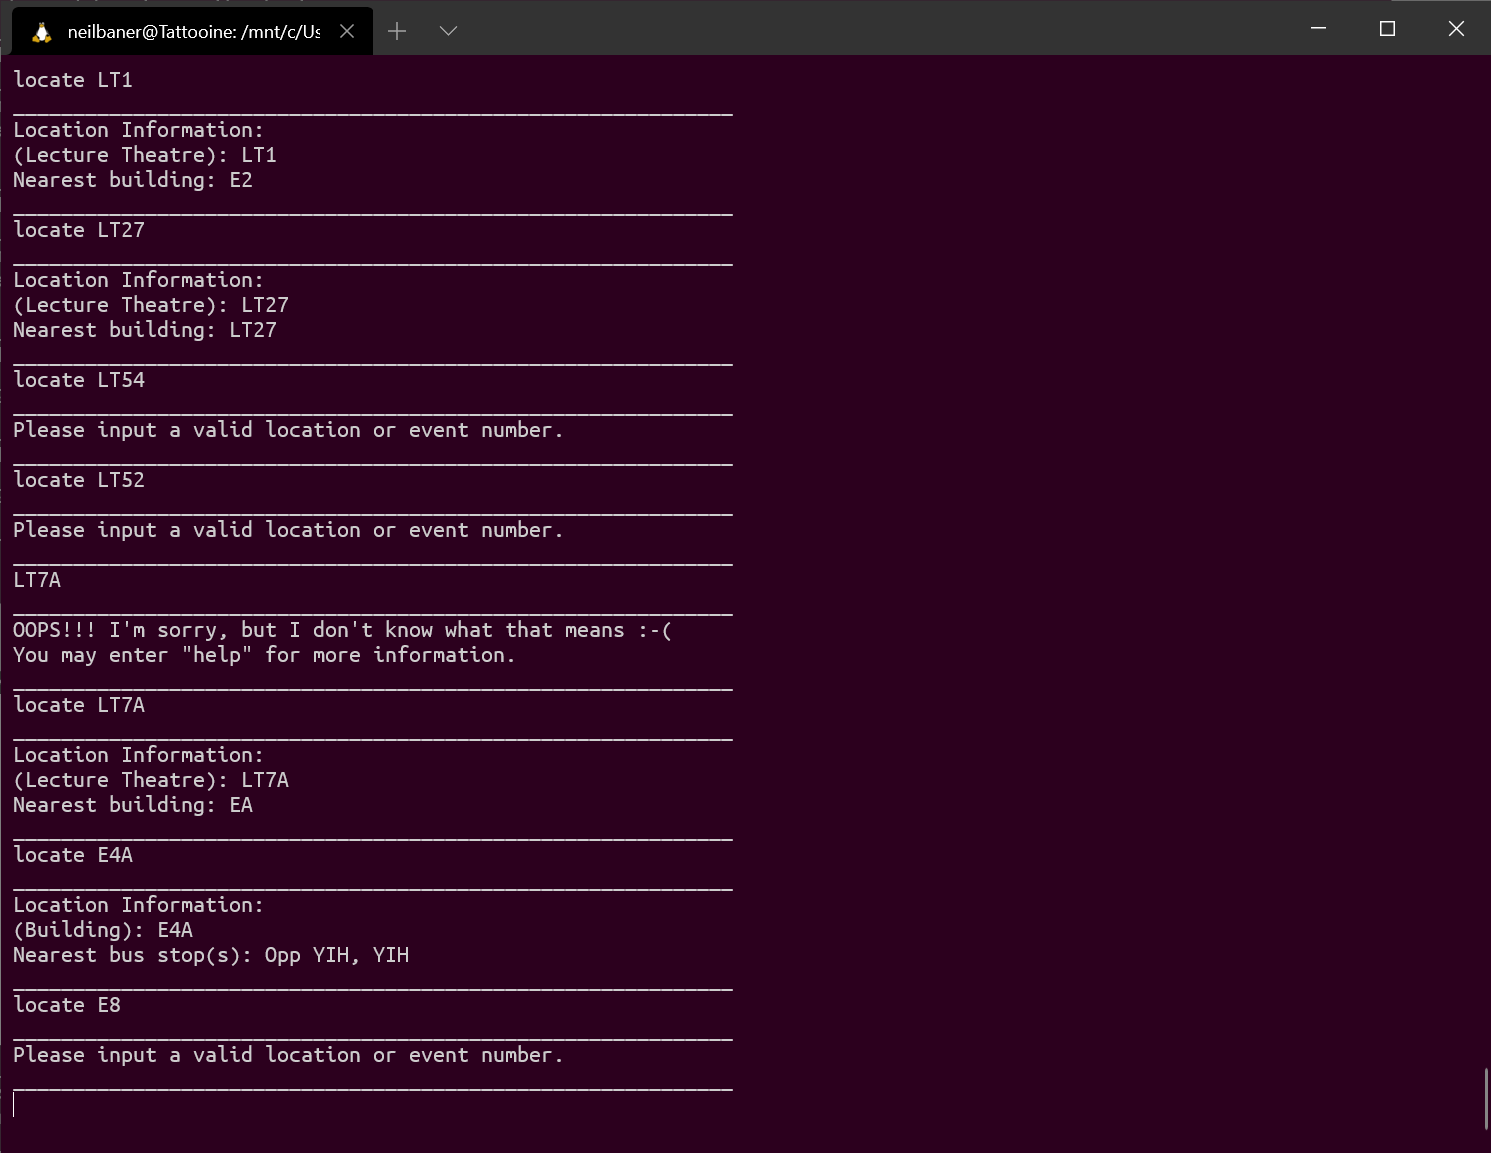 neilbaner@Tattooine: /mnt/c/Us
locate LT1
____________________________________________________________
Location Information:
(Lecture Theatre): LT1
Nearest building: E2
____________________________________________________________
locate LT27
____________________________________________________________
Location Information:
(Lecture Theatre): LT27
Nearest building: LT27
____________________________________________________________
locate LT54
____________________________________________________________
Please input a valid location or event number.
____________________________________________________________
locate LT52
____________________________________________________________
Please input a valid location or event number.
____________________________________________________________
LT7A
____________________________________________________________
OOPS!!! I'm sorry, but I don't know what that means :-(
You may enter "help" for more information.
____________________________________________________________
locate LT7A
____________________________________________________________
Location Information:
(Lecture Theatre): LT7A
Nearest building: EA
____________________________________________________________
locate E4A
____________________________________________________________
Location Information:
(Building): E4A
Nearest bus stop(s): Opp YIH, YIH
____________________________________________________________
locate E8
____________________________________________________________
Please input a valid location or event number.
____________________________________________________________